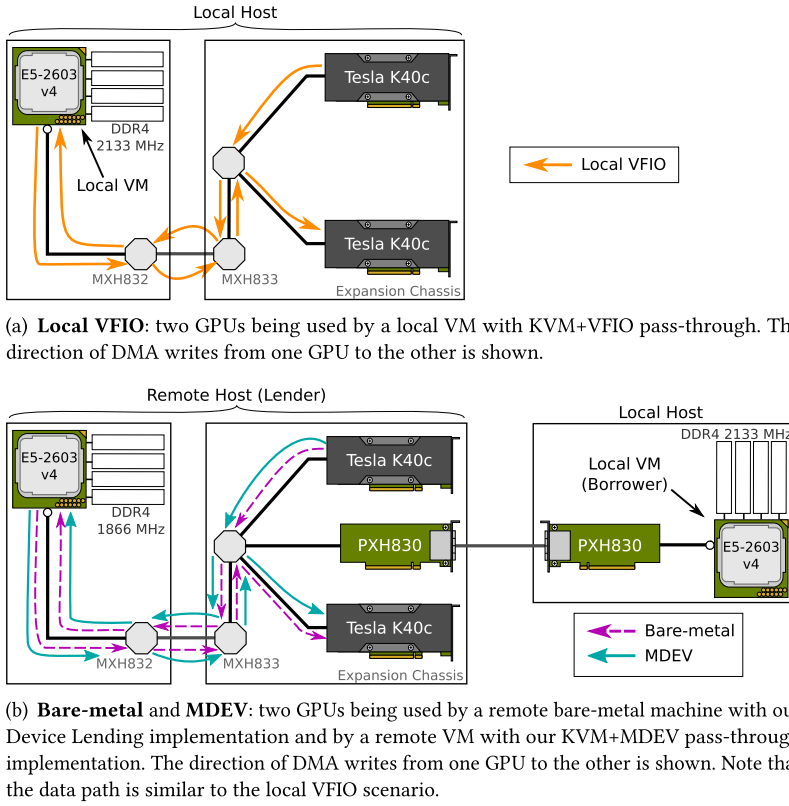 Local Host
E5-2603
v4
Tesla K40c
DDR4
2133 MHz
Local VM
Local VFIO
Tesla K40c
MXH832
MXH833
Expansion Chassis
(a) Local VFIO: two GPUs being used by a local VM with KVM+VFIO pass-through. Th
direction of DMA writes from one GPU to the other is shown.
Remote Host (Lender)
Local Host
DDR4 2133 MHz
E5-2603
v4
Tesla K40c
Local VM
(Borrower)
DDR4
1866 MHz
PXH830
PXH830
E5-2603
v4
Tesla K40c
Bare-metal
MDEV
MXH832
MXH833
Expansion Chassis
(b) Bare-metal and MDEV: two GPUs being used by a remote bare-metal machine with ou
Device Lending implementation and by a remote VM with our KVM+MDEV pass-throug
implementation. The direction of DMA writes from one GPU to the other is shown. Note tha
the data path is similar to the local VFIO scenario.